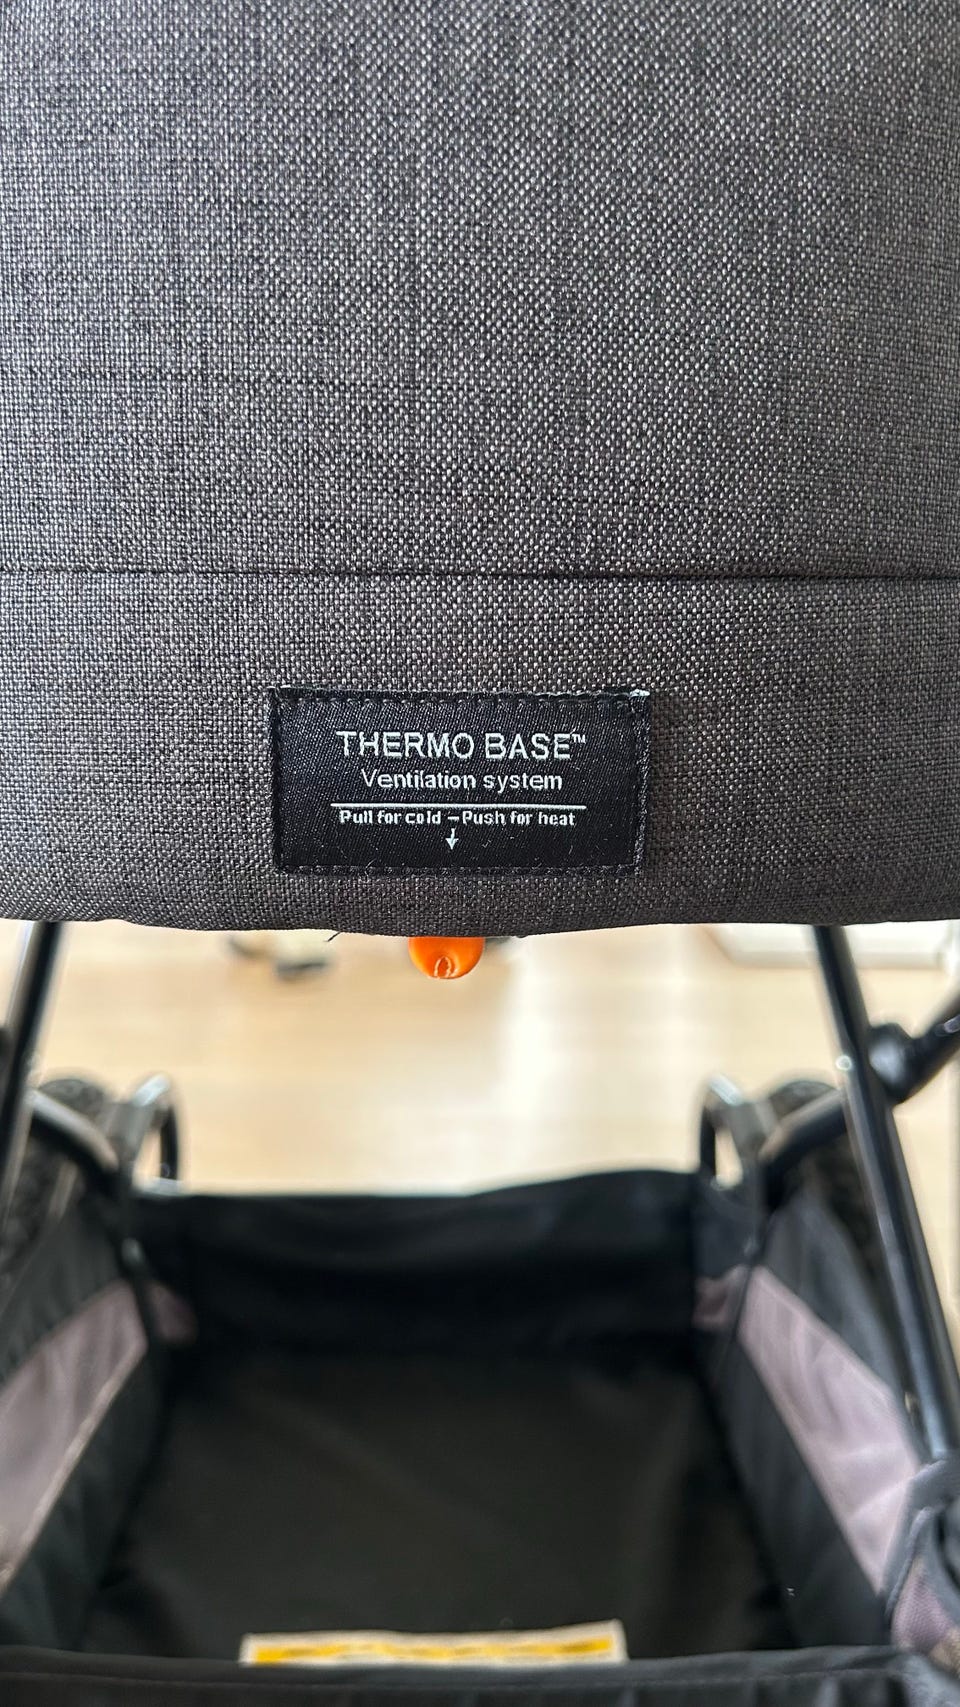 THERMO BASE™
Ventilation system
Pull for cold – Push for heat